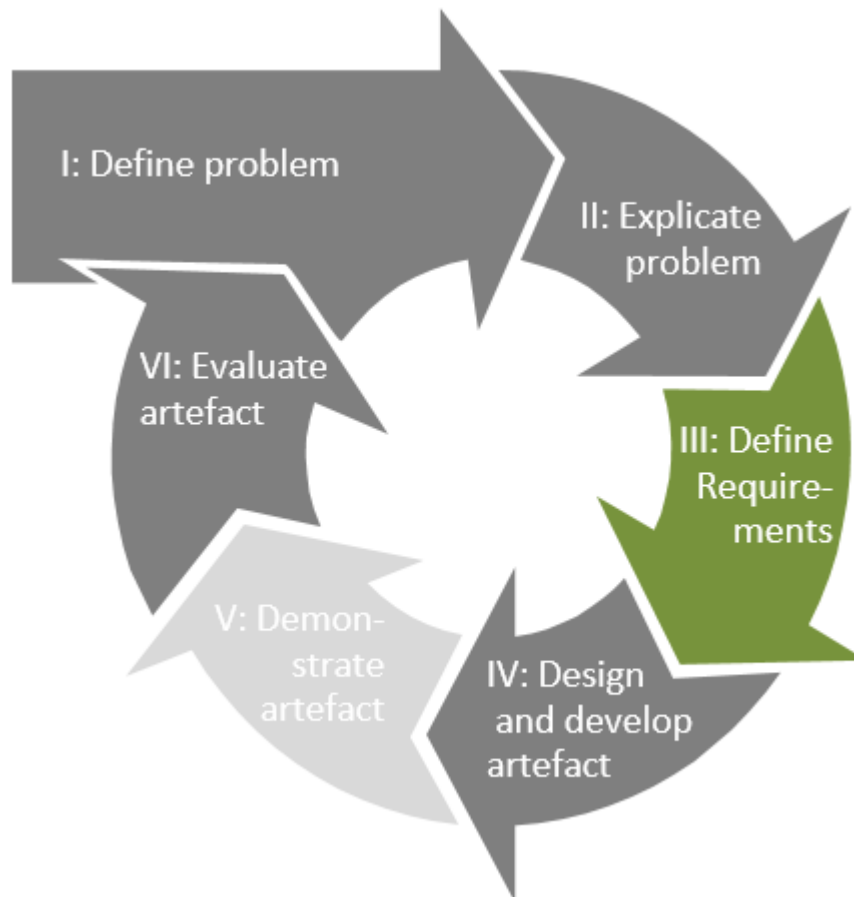 I: Define problem
II: Explicate
problem
III: Define
Require-
ments
IV: Design
and develop
artefact
V: Demon-
strate
artefact
VI: Evaluate
artefact